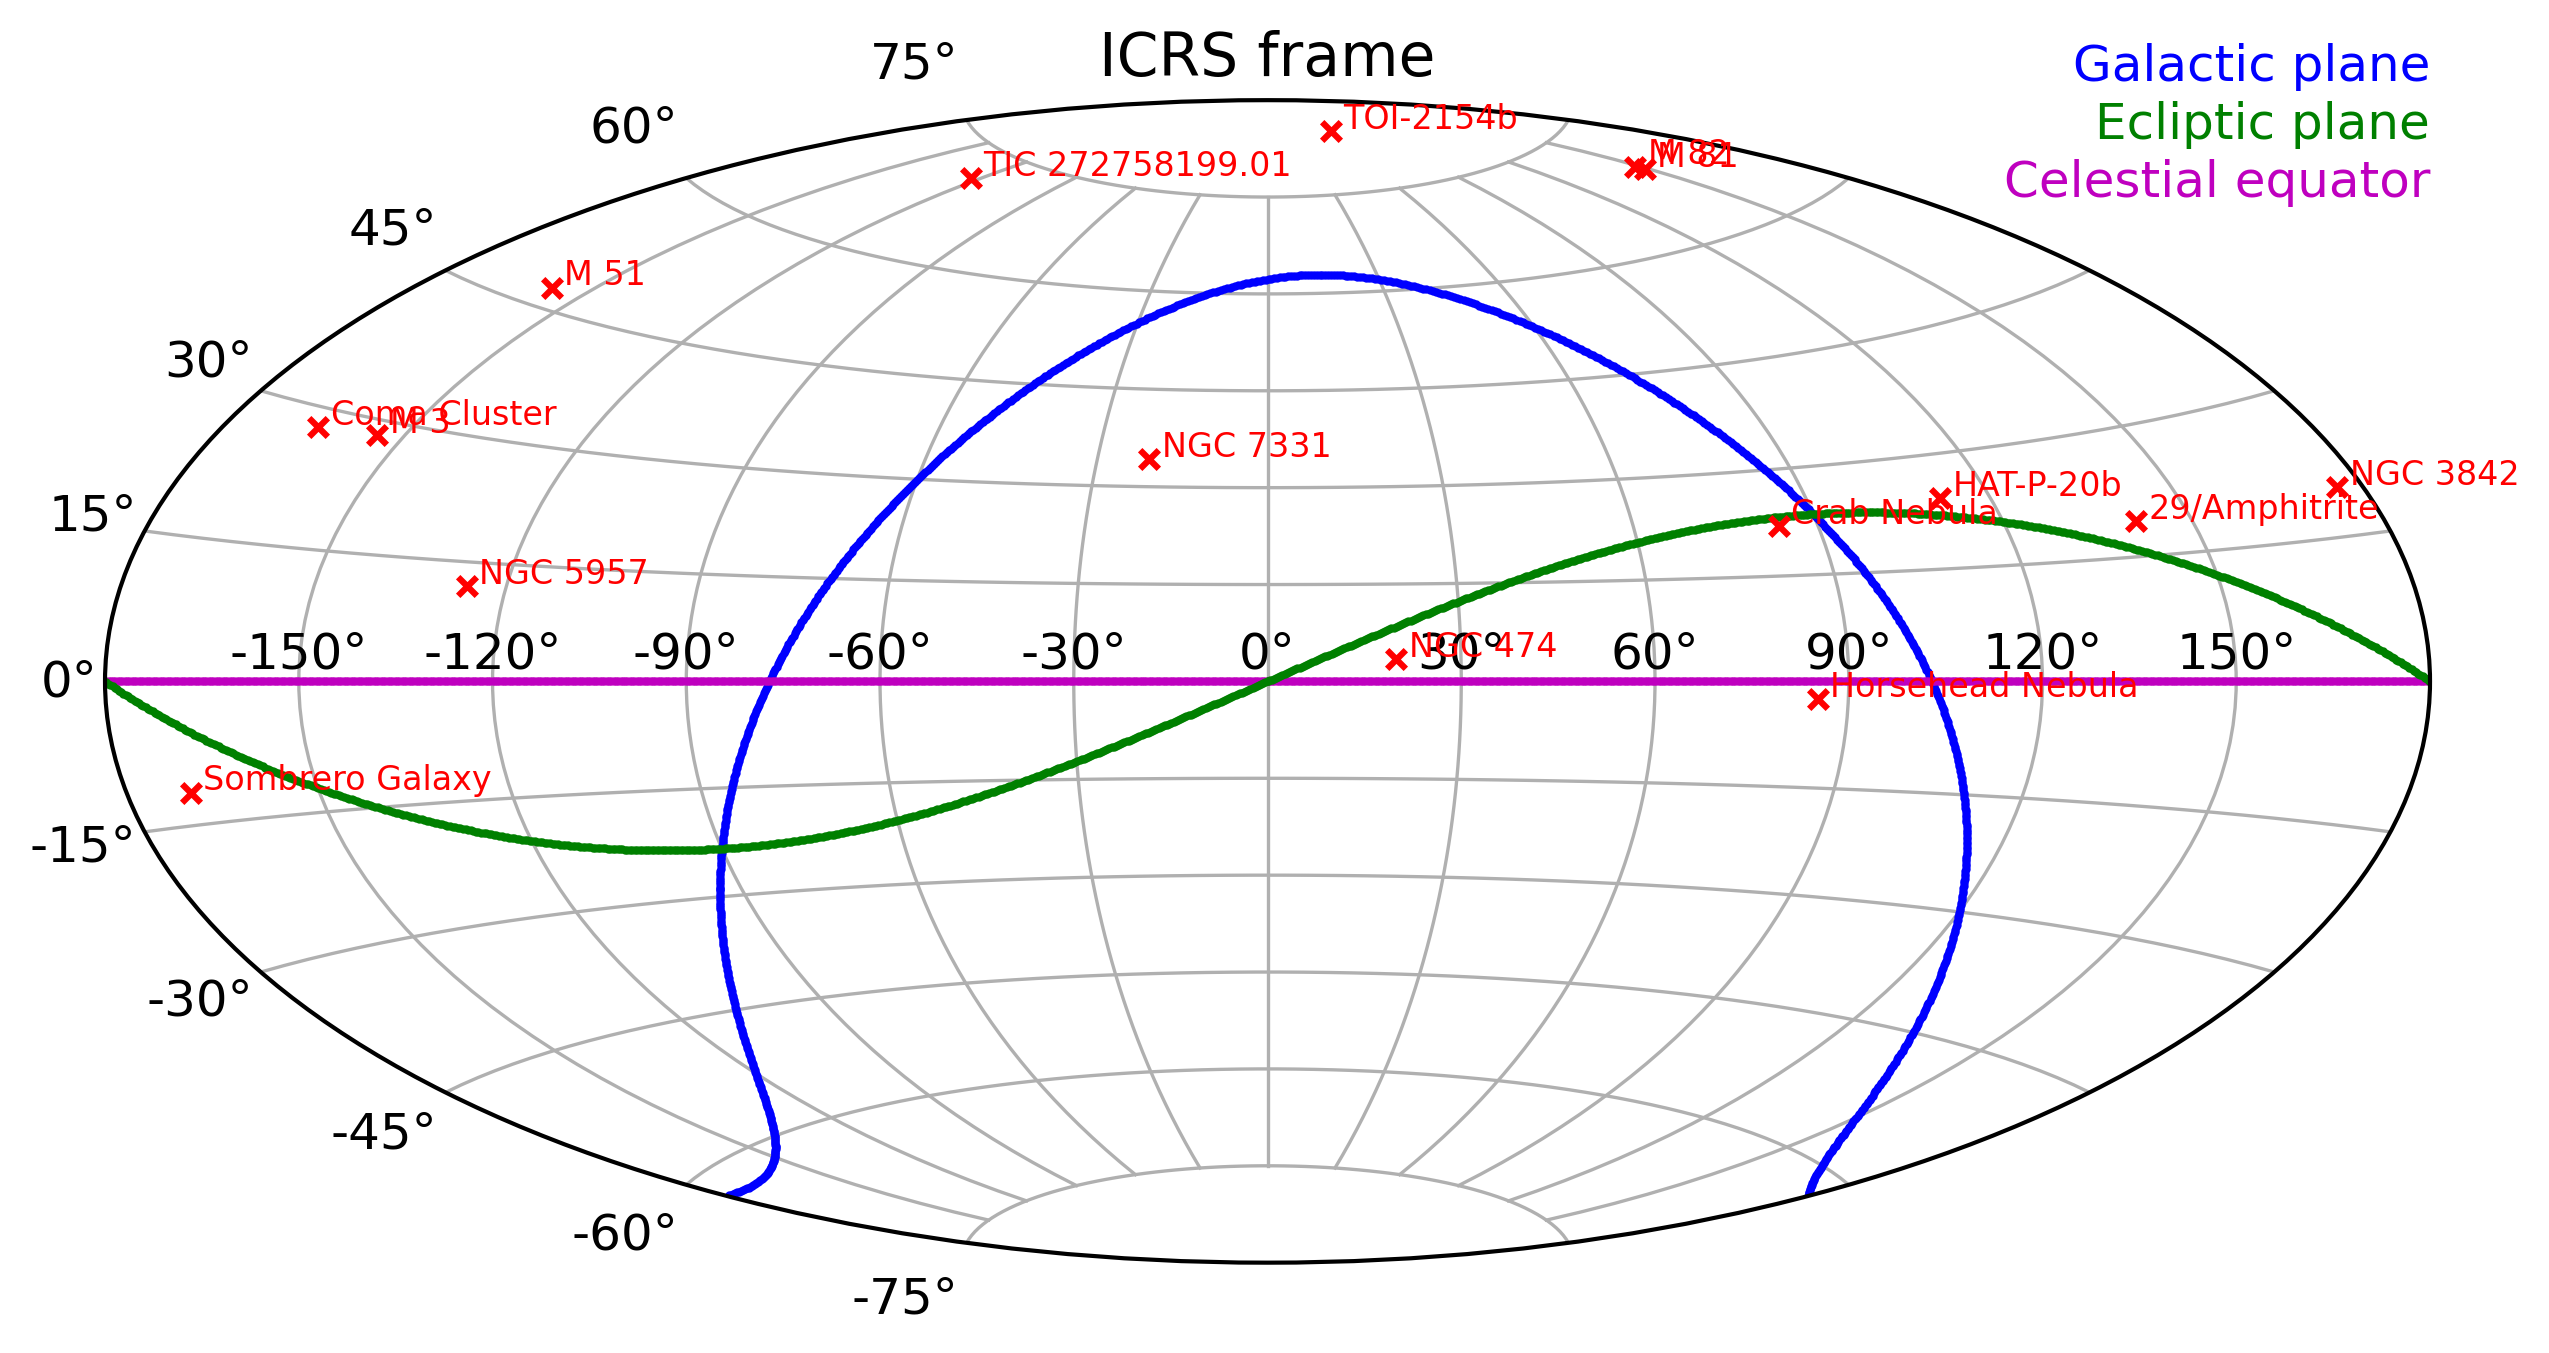 ICRS frame
Galactic plane
Ecliptic plane
Celestial equator
75°
60°
45°
30°
15°
0°
-15°
-30°
-45°
-60°
-75°
-150°
-120°
-90°
-60°
-30°
0°
30°
60°
90°
120°
150°
TOI-2154b
TIC 272758199.01
M 82
M 81
M 51
Coma Cluster
M 3
NGC 7331
HAT-P-20b
NGC 3842
29/Amphitrite
Crab Nebula
NGC 5957
NGC 474
Horsehead Nebula
Sombrero Galaxy